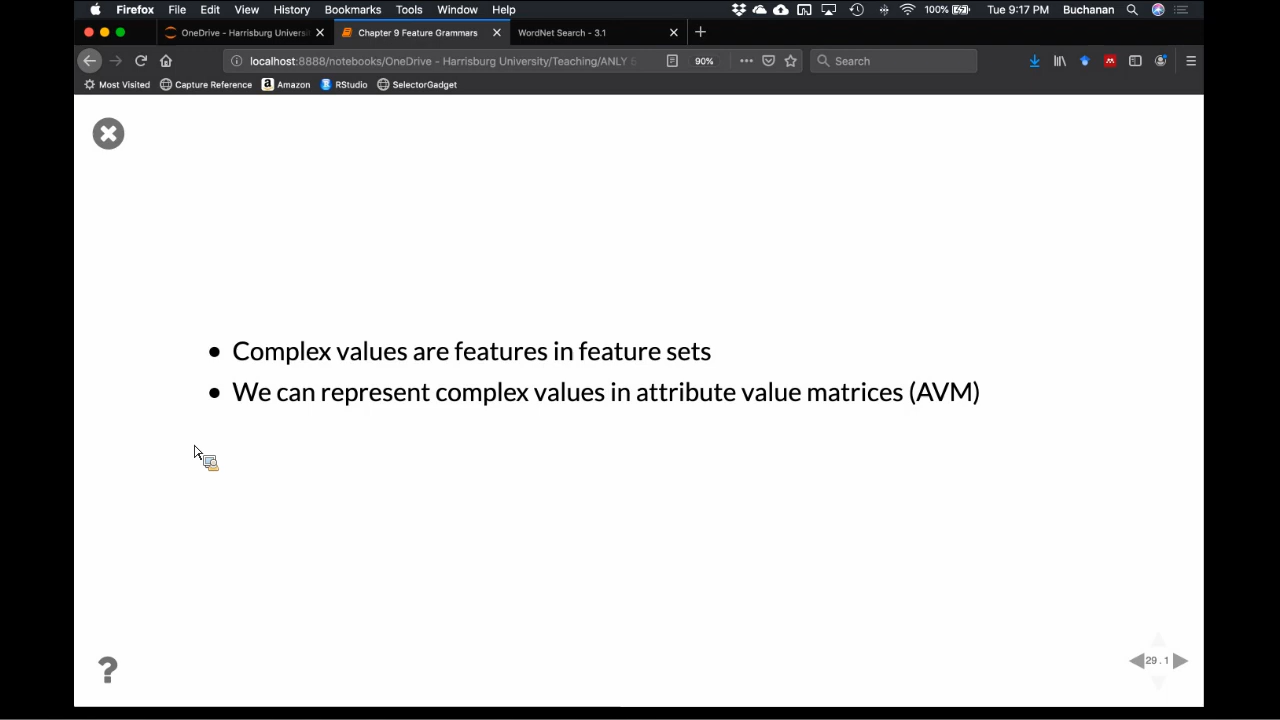 Firefox File Edit View History Bookmarks Tools Window Help 100% Tue 9:17 PM Buchanan
OneDrive - Harrisburg Universi Chapter 9 Feature Grammars WordNet Search - 3.1
localhost:8888/notebooks/OneDrive - Harrisburg University/Teaching/ANLY 90% Search
Most Visited Capture Reference Amazon RStudio SelectorGadget
• Complex values are features in feature sets
• We can represent complex values in attribute value matrices (AVM)
29.1
?